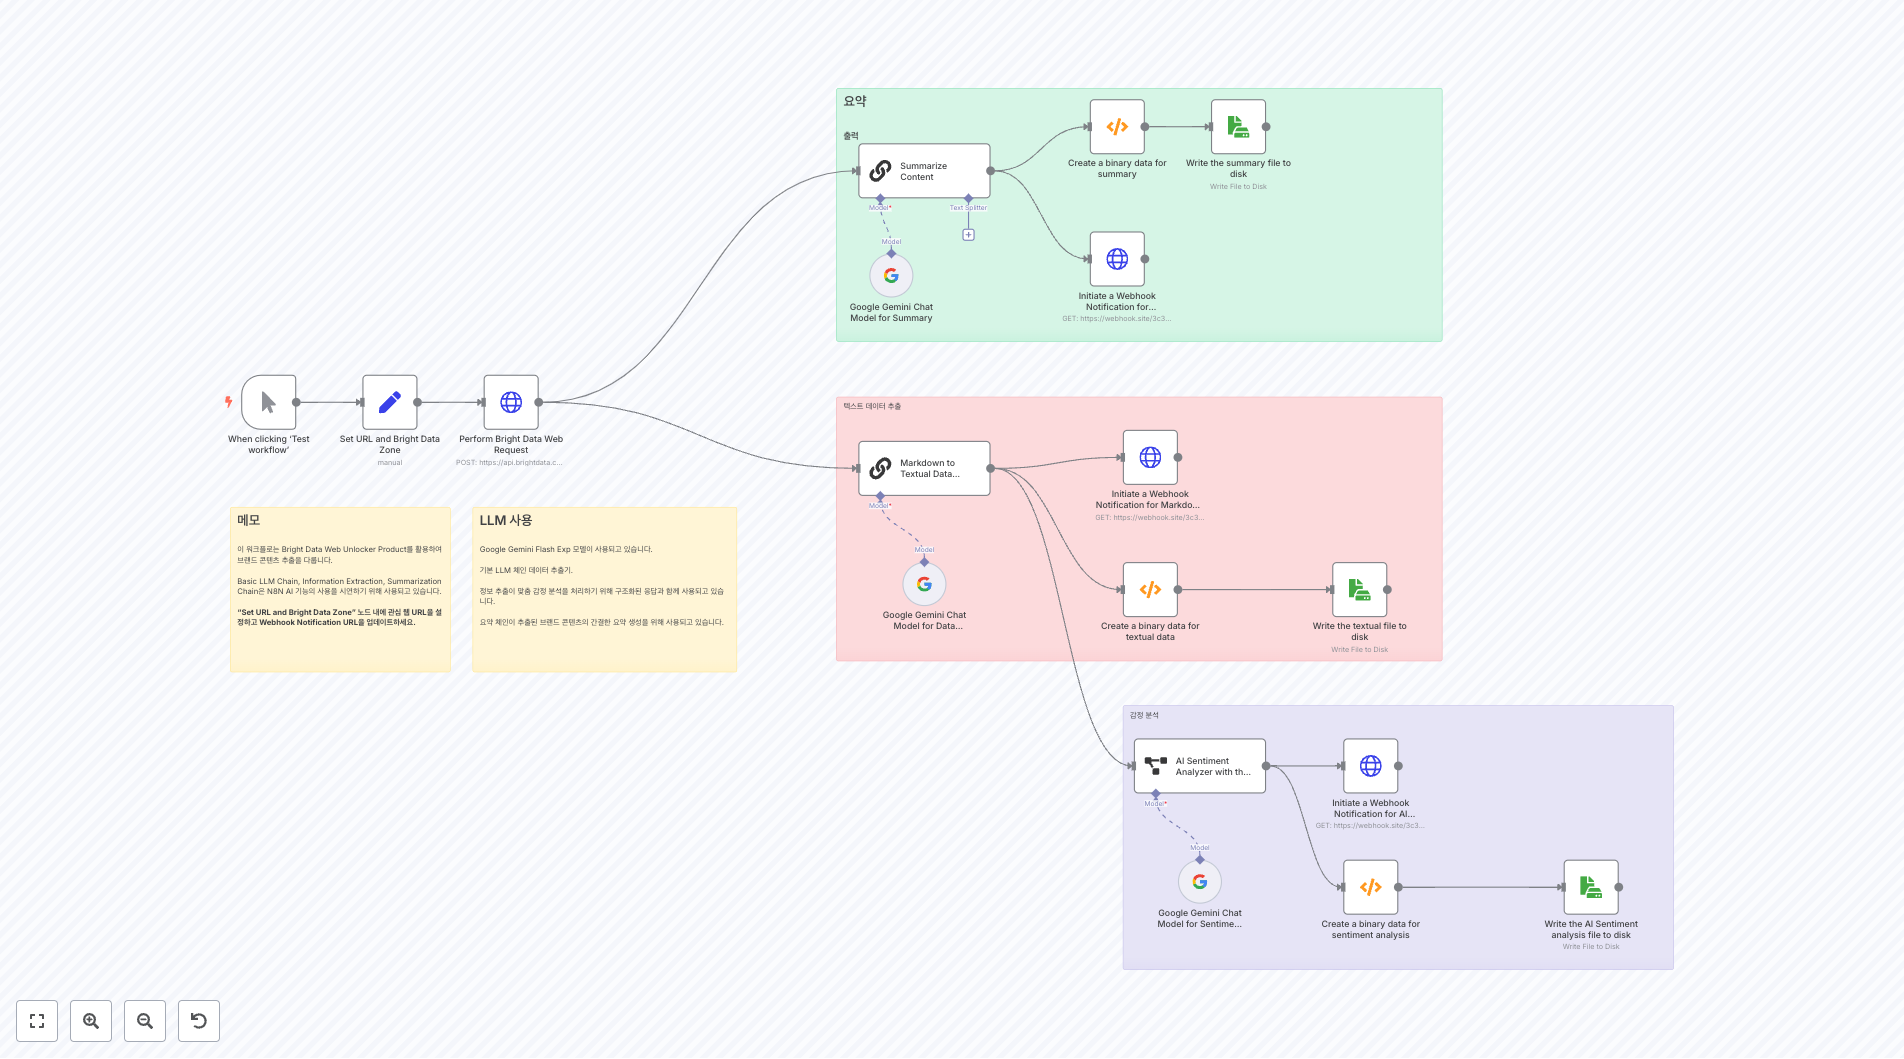 요약
출력
Summarize
Content
Model*
Text Splitter
Model
Google Gemini Chat
Model for Summary
Create a binary data for
summary
Write the summary file to
disk
Write File to Disk
Initiate a Webhook
Notification for...
GET: https://webhook.site/3c3...
When clicking 'Test
workflow'
Set URL and Bright Data
Zone
manual
Perform Bright Data Web
Request
POST: https://api.brightdata.c...
메모
이 워크플로는 Bright Data Web Unlocker Product를 활용하여
브랜드 콘텐츠 추출을 다룹니다.
Basic LLM Chain, Information Extraction, Summarization
Chain은 N8N AI 기능의 사용을 시연하기 위해 사용되고 있습니다.
"Set URL and Bright Data Zone" 노드 내에 관심 웹 URL을 설
정하고 Webhook Notification URL을 업데이트하세요.
LLM 사용
Google Gemini Flash Exp 모델이 사용되고 있습니다.
기본 LLM 체인 데이터 추출기.
정보 추출이 맞춤 감정 분석을 처리하기 위해 구조화된 응답과 함께 사용되고 있습
니다.
요약 체인이 추출된 브랜드 콘텐츠의 간결한 요약 생성을 위해 사용되고 있습니다.
텍스트 데이터 추출
Markdown to
Textual Data...
Model*
Model
Google Gemini Chat
Model for Data...
Initiate a Webhook
Notification for Markdo...
GET: https://webhook.site/3c3...
Create a binary data for
textual data
Write the textual file to
disk
Write File to Disk
감정 분석
AI Sentiment
Analyzer with th...
Model*
Model
Google Gemini Chat
Model for Sentime...
Initiate a Webhook
Notification for AI...
GET: https://webhook.site/3c3...
Create a binary data for
sentiment analysis
Write the AI Sentiment
analysis file to disk
Write File to Disk